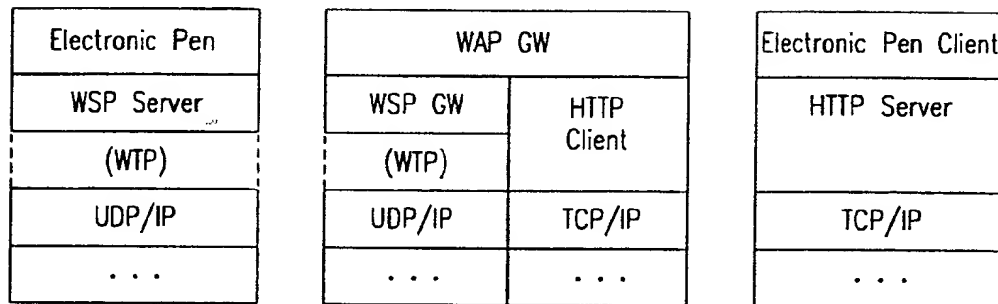 Electronic Pen
WSP Server
(WTP)
UDP/IP
. . .
WAP GW
WSP GW
(WTP)
UDP/IP
. . .
HTTP
Client
TCP/IP
. . .
Electronic Pen Client
HTTP Server
TCP/IP
. . .